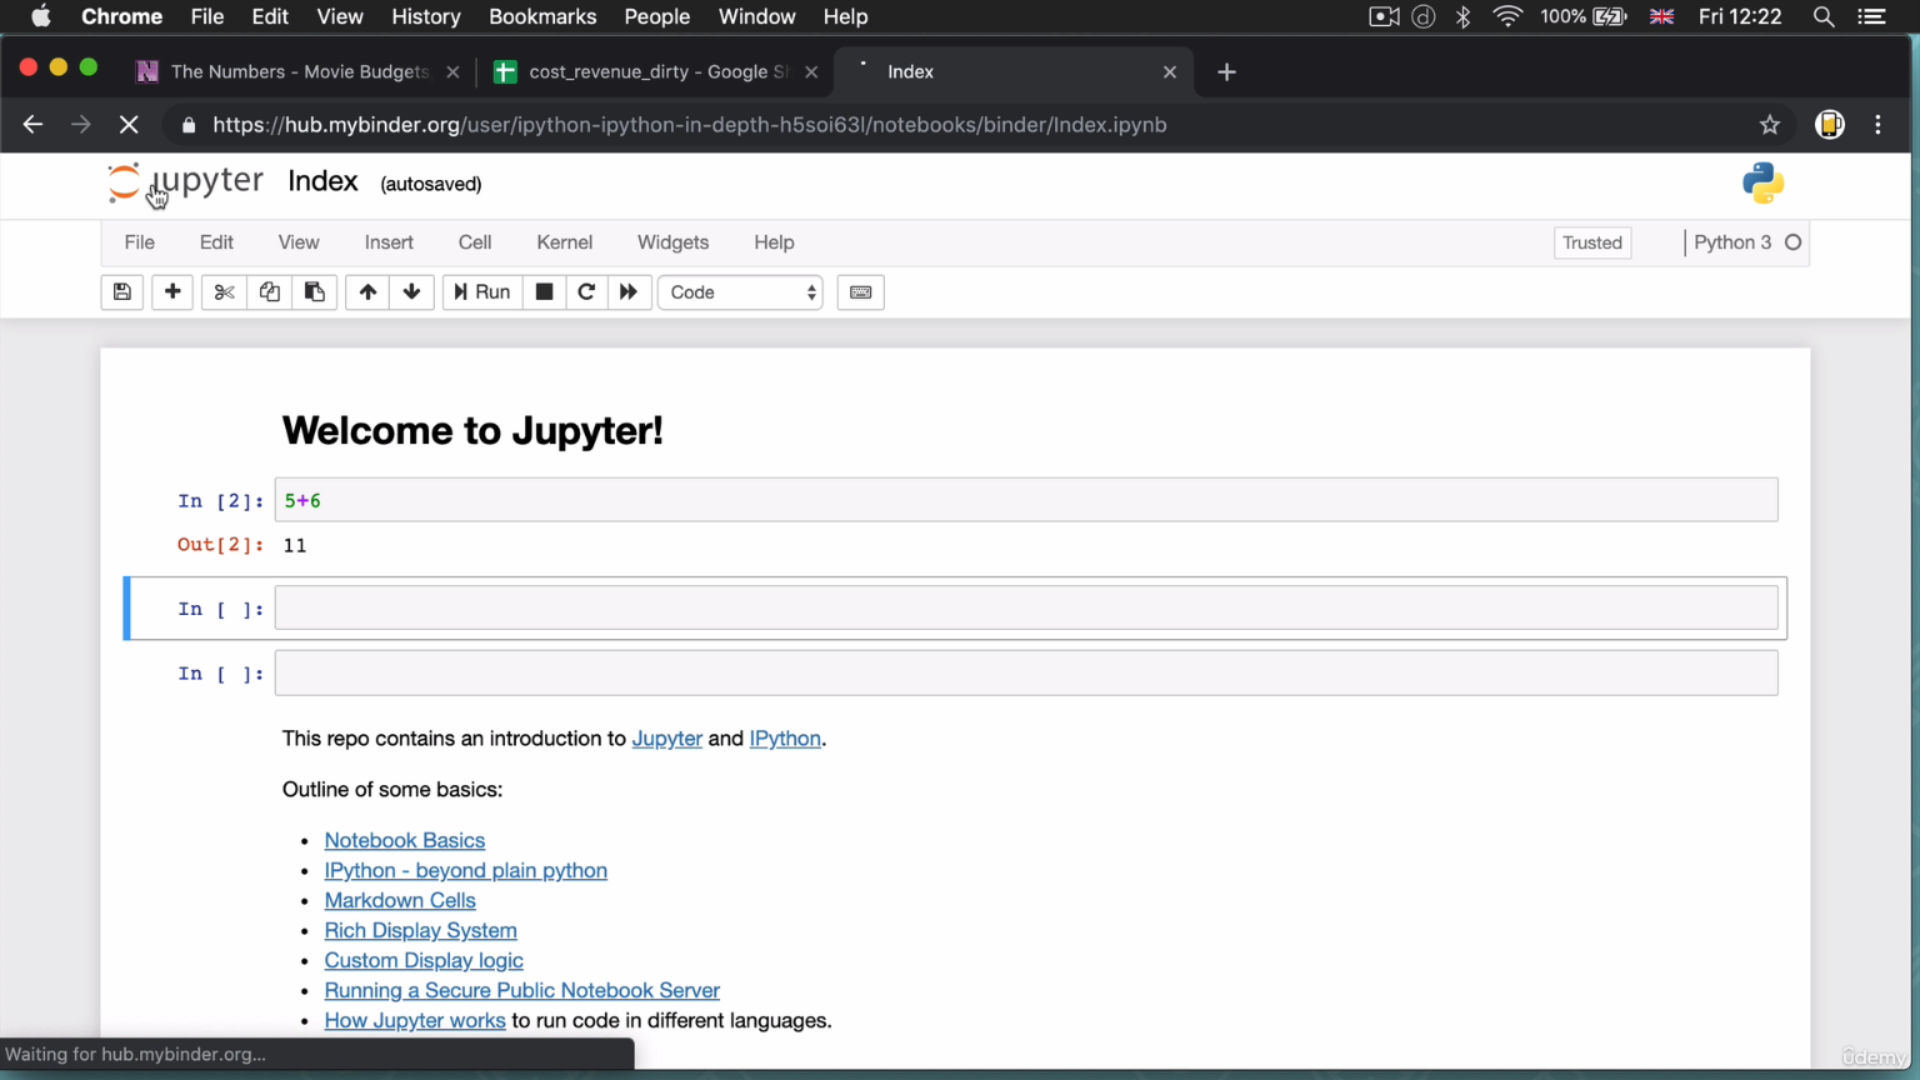 Chrome File Edit View History Bookmarks People Window Help 100% Fri 12:22
The Numbers - Movie Budgets, cost_revenue_dirty - Google Sh Index
https://hub.mybinder.org/user/ipython-ipython-in-depth-h5soi63l/notebooks/binder/Index.ipynb
jupyter Index (autosaved)
File Edit View Insert Cell Kernel Widgets Help Trusted Python 3
Run Code
Welcome to Jupyter!
In [2]: 5+6
Out[2]: 11
In [ ]:
In [ ]:
This repo contains an introduction to Jupyter and IPython.
Outline of some basics:
• Notebook Basics
• IPython - beyond plain python
• Markdown Cells
• Rich Display System
• Custom Display logic
• Running a Secure Public Notebook Server
• How Jupyter works to run code in different languages.
Waiting for hub.mybinder.org...
ûdemy